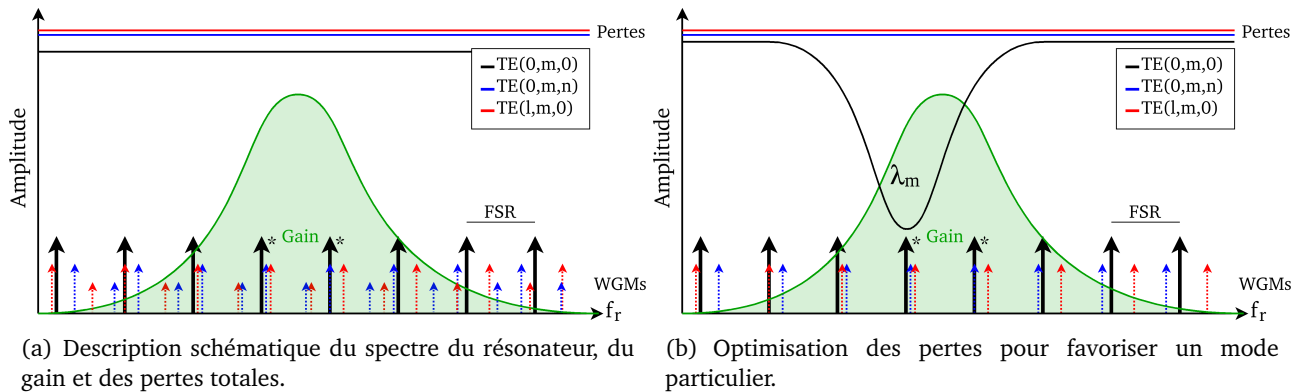 Pertes
TE(0,m,0)
TE(0,m,n)
TE(l,m,0)
Amplitude
FSR
* Gain *
WGMs
f_r
(a) Description schématique du spectre du résonateur, du
gain et des pertes totales.
Pertes
TE(0,m,0)
TE(0,m,n)
TE(l,m,0)
Amplitude
λ_m
FSR
* Gain *
WGMs
f_r
(b) Optimisation des pertes pour favoriser un mode
particulier.